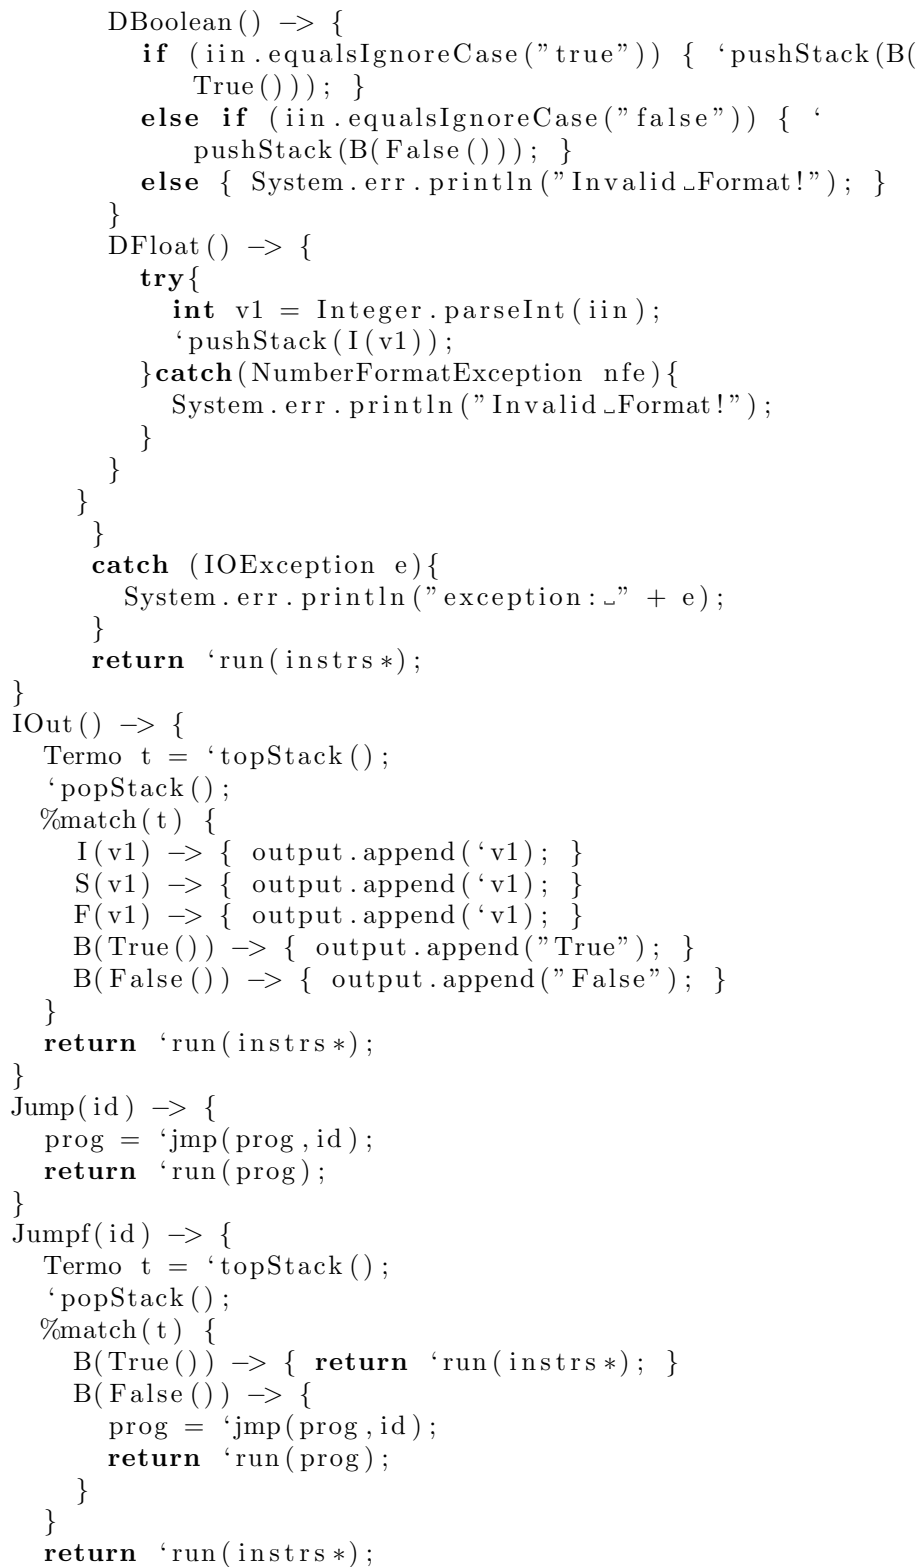 DBoolean() -> {
if (iin.equalsIgnoreCase("true")) { ‘pushStack(B(
True())); }
else if (iin.equalsIgnoreCase("false")) { ‘
pushStack(B(False())); }
else { System.err.println("Invalid␣Format!"); }
}
DFloat() -> {
try{
int v1 = Integer.parseInt(iin);
‘pushStack(I(v1));
}catch(NumberFormatException nfe){
System.err.println("Invalid␣Format!");
}
}
}
}
catch (IOException e){
System.err.println("exception:␣" + e);
}
return ‘run(instrs*);
}
IOut() -> {
Termo t = ‘topStack();
‘popStack();
%match(t) {
I(v1) -> { output.append(‘v1); }
S(v1) -> { output.append(‘v1); }
F(v1) -> { output.append(‘v1); }
B(True()) -> { output.append("True"); }
B(False()) -> { output.append("False"); }
}
return ‘run(instrs*);
}
Jump(id) -> {
prog = ‘jmp(prog,id);
return ‘run(prog);
}
Jumpf(id) -> {
Termo t = ‘topStack();
‘popStack();
%match(t) {
B(True()) -> { return ‘run(instrs*); }
B(False()) -> {
prog = ‘jmp(prog,id);
return ‘run(prog);
}
}
return ‘run(instrs*);